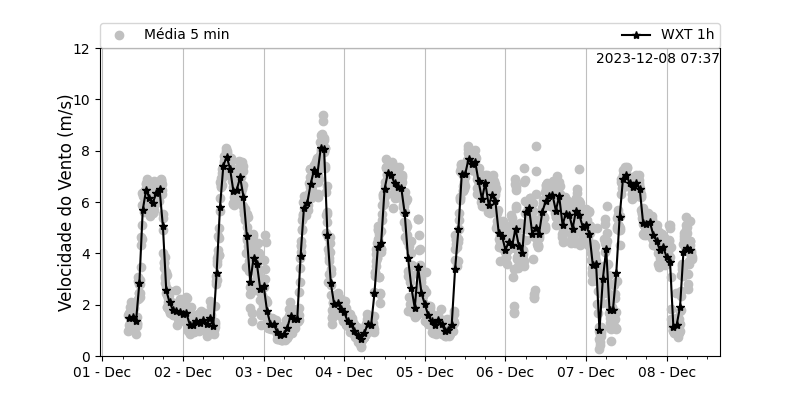 Média 5 min
WXT 1h
2023-12-08 07:37
Velocidade do Vento (m/s)
12
10
8
6
4
2
0
01 - Dec 02 - Dec 03 - Dec 04 - Dec 05 - Dec 06 - Dec 07 - Dec 08 - Dec